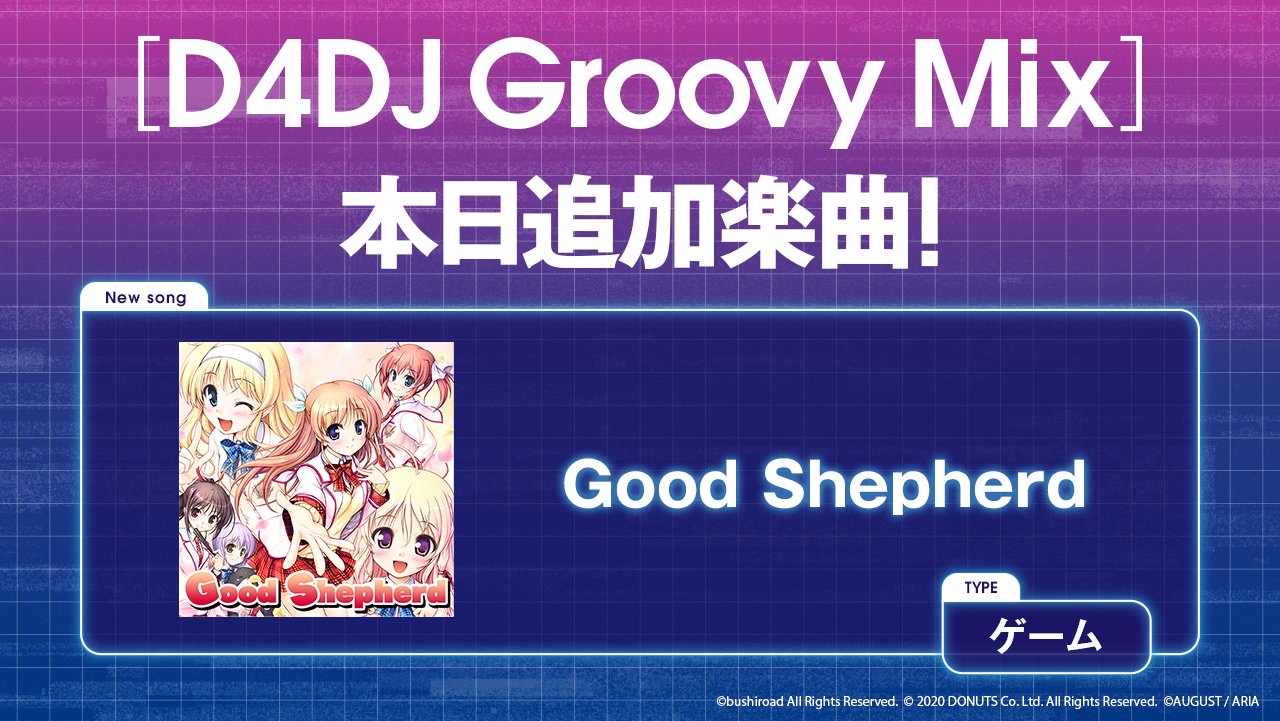 [D4DJ Groovy Mix]
本日追加楽曲!
New song
Good Shepherd
Good Shepherd
TYPE
ゲーム
©bushiroad All Rights Reserved. © 2020 DONUTS Co. Ltd. All Rights Reserved. ©AUGUST / ARIA